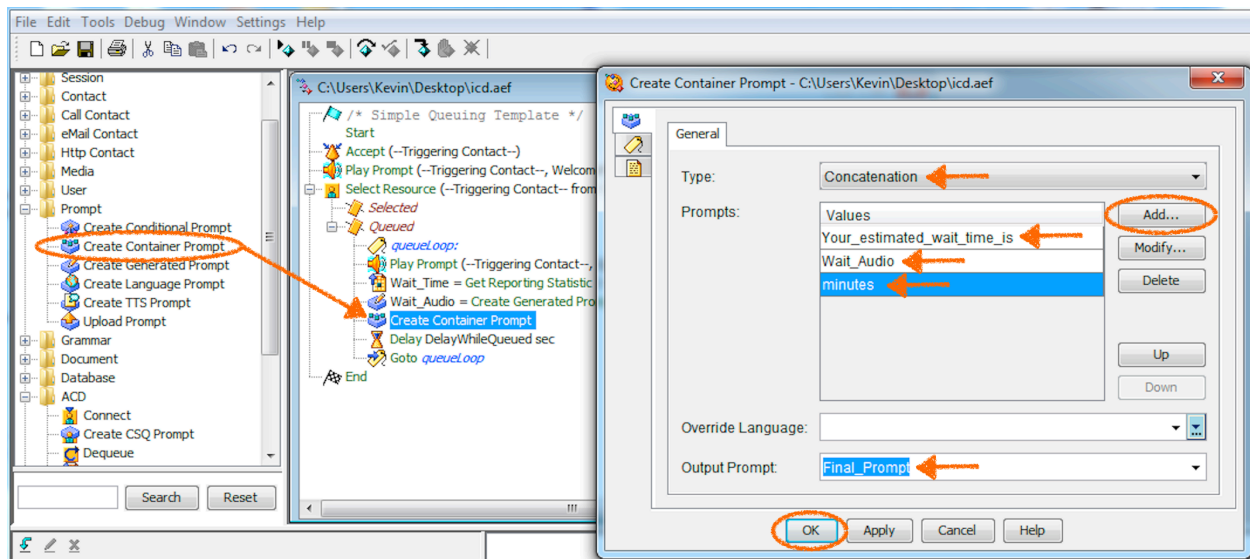 File Edit Tools Debug Window Settings Help
Session
Contact
Call Contact
eMail Contact
Http Contact
Media
User
Prompt
Create Conditional Prompt
Create Container Prompt
Create Generated Prompt
Create Language Prompt
Create TTS Prompt
Upload Prompt
Grammar
Document
Database
ACD
Connect
Create CSQ Prompt
Dequeue
Search Reset
C:\Users\Kevin\Desktop\icd.aef
/* Simple Queuing Template */
Start
Accept (--Triggering Contact--)
Play Prompt (--Triggering Contact--, Welcom
Select Resource (--Triggering Contact-- from
Selected
Queued
queueLoop:
Play Prompt (--Triggering Contact--,
Wait_Time = Get Reporting Statistic
Wait_Audio = Create Generated Pro
Create Container Prompt
Delay DelayWhileQueued sec
Goto queueLoop
End
Create Container Prompt - C:\Users\Kevin\Desktop\icd.aef
General
Type: Concatenation
Prompts: Values Add...
Your_estimated_wait_time_is
Modify...
Wait_Audio
minutes Delete
Up
Down
Override Language:
Output Prompt: Final_Prompt
OK Apply Cancel Help